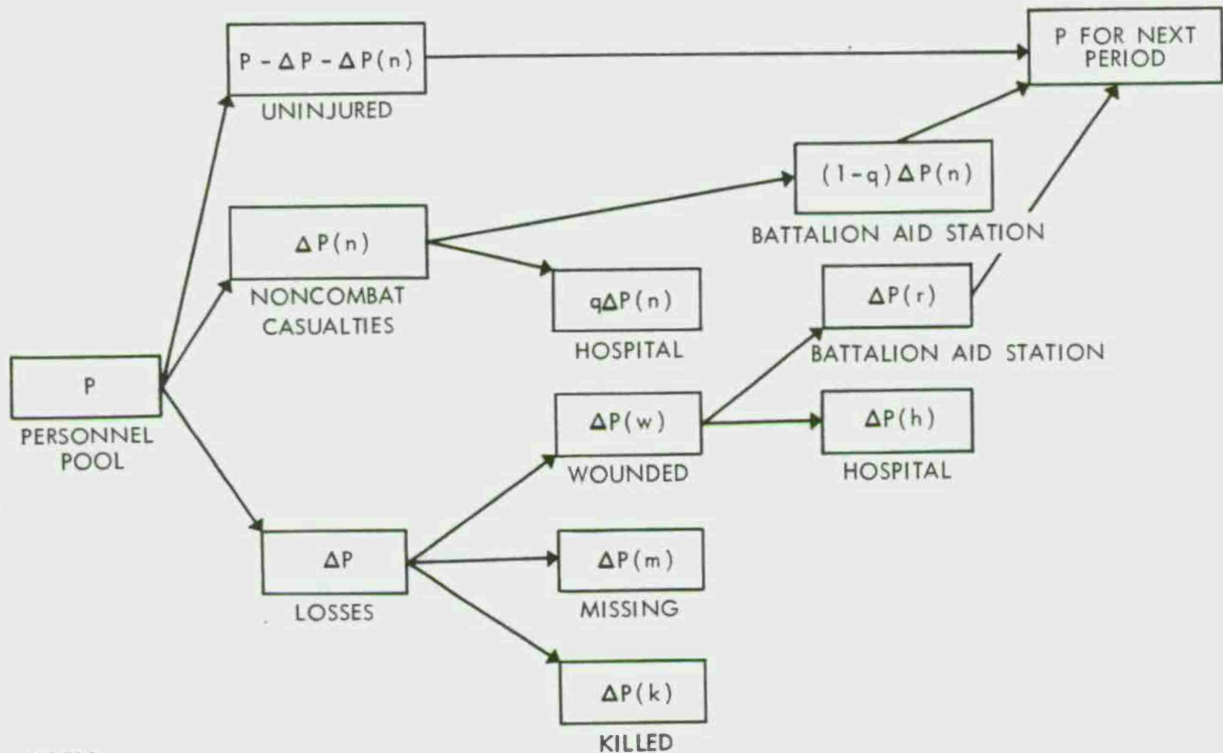 P - ΔP - ΔP(n)
UNINJURED
P FOR NEXT
PERIOD
(1-q)ΔP(n)
BATTALION AID STATION
ΔP(n)
NONCOMBAT
CASUALTIES
qΔP(n)
HOSPITAL
ΔP(r)
BATTALION AID STATION
P
PERSONNEL
POOL
ΔP(w)
WOUNDED
ΔP(h)
HOSPITAL
ΔP
LOSSES
ΔP(m)
MISSING
ΔP(k)
KILLED